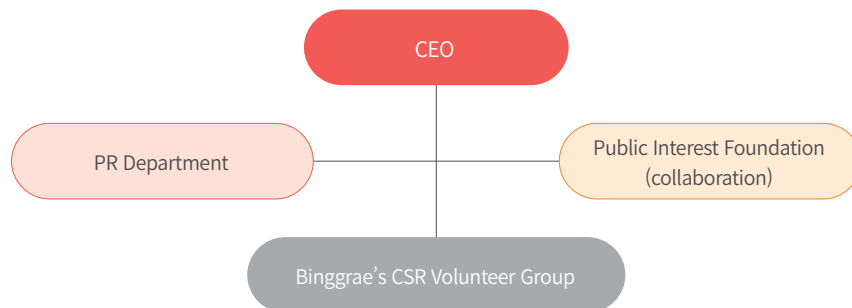 CEO
PR Department
Public Interest Foundation
(collaboration)
Binggrae’s CSR Volunteer Group